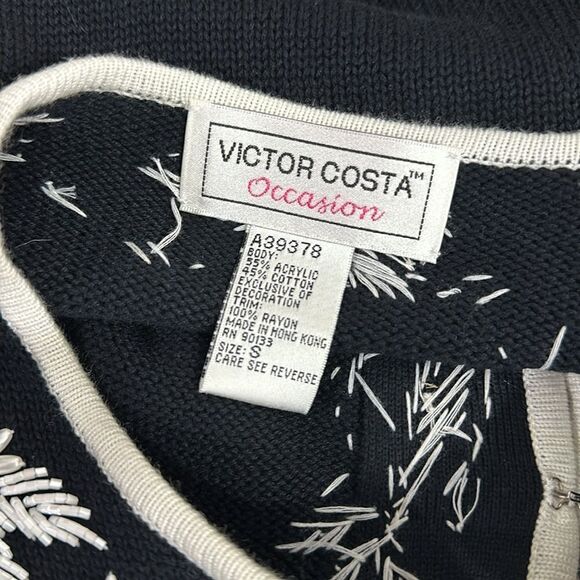 VICTOR COSTA™
Occasion
A39378
BODY:
55% ACRYLIC
45% COTTON
EXCLUSIVE OF
DECORATION
TRIM:
100% RAYON
MADE IN HONG KONG
RN 90133
SIZE: S
CARE SEE REVERSE